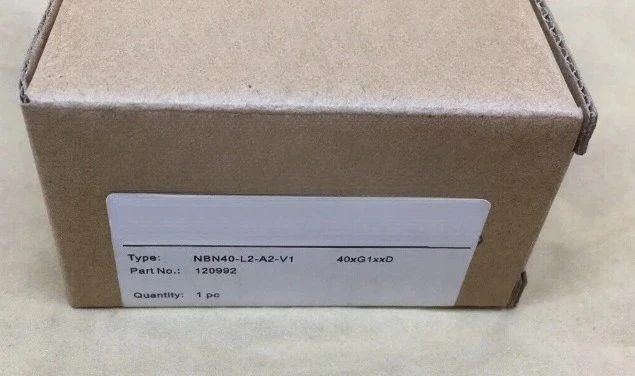 Type: NBN40-L2-A2-V1 40xG1xxD
Part No.: 120992
Quantity: 1 pc